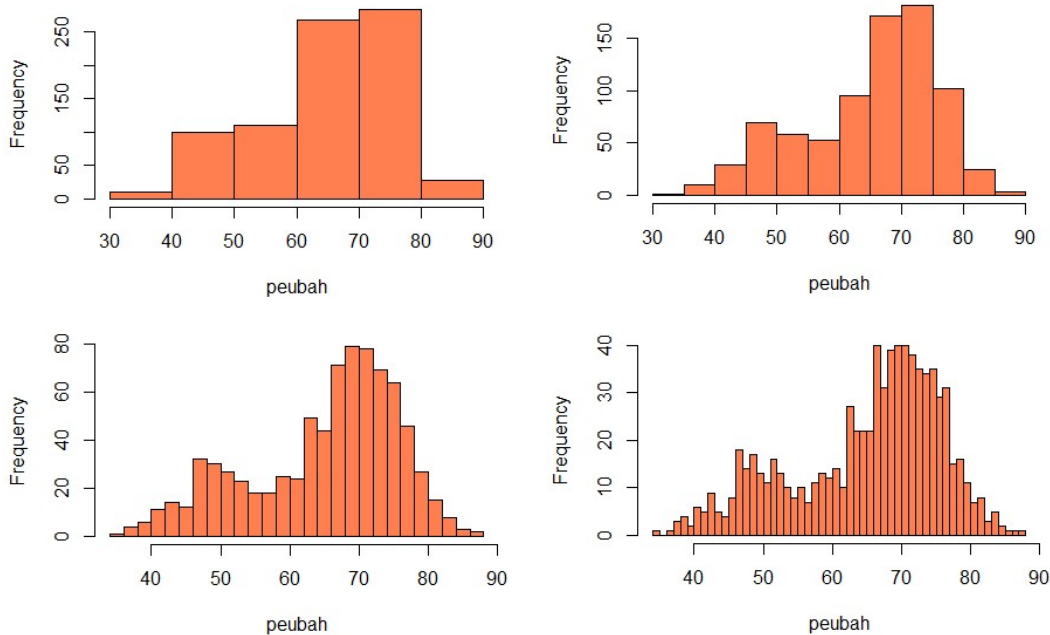 Frequency
0 50 150 250
30 40 50 60 70 80 90
peubah
Frequency
0 50 100 150
30 40 50 60 70 80 90
peubah
Frequency
0 20 40 60 80
40 50 60 70 80 90
peubah
Frequency
0 10 20 30 40
40 50 60 70 80 90
peubah